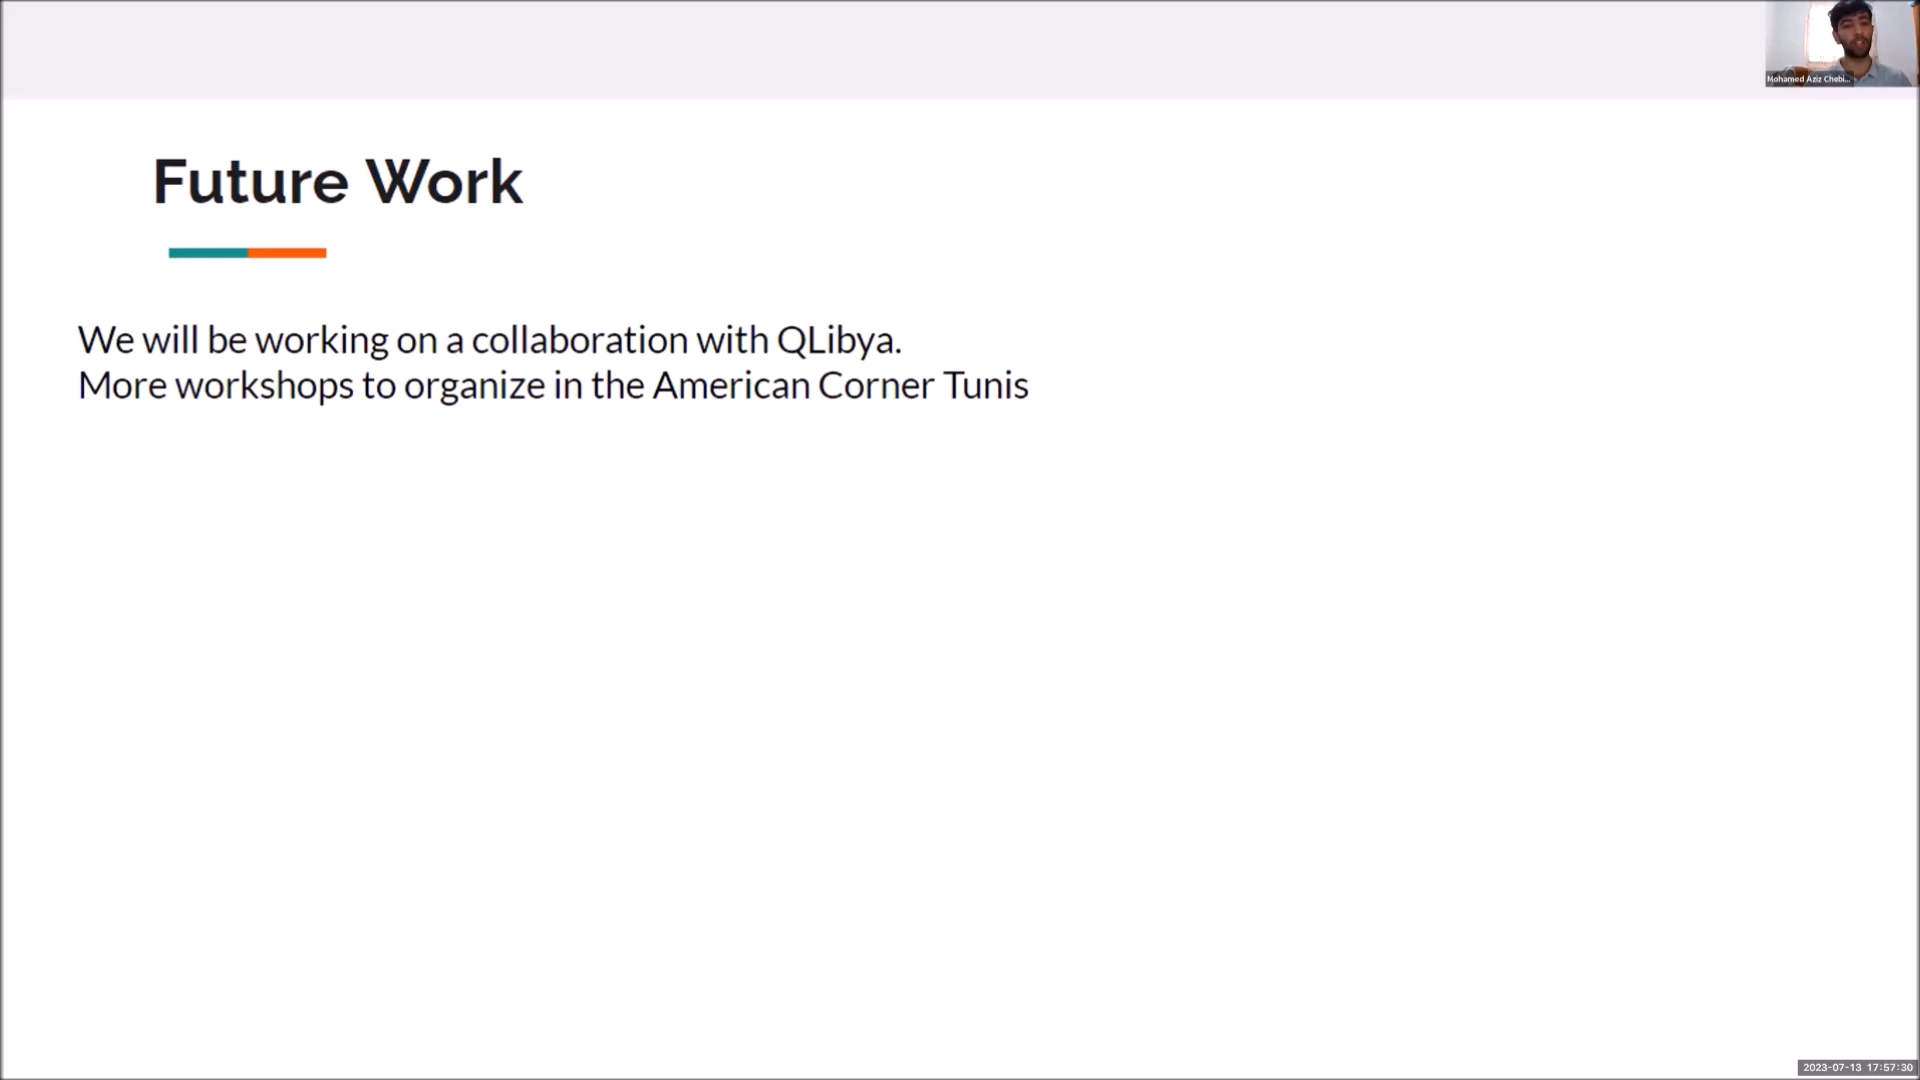 Mohamed Aziz Chebi...
Future Work
We will be working on a collaboration with QLibya.
More workshops to organize in the American Corner Tunis
2023-07-13 17:57:30